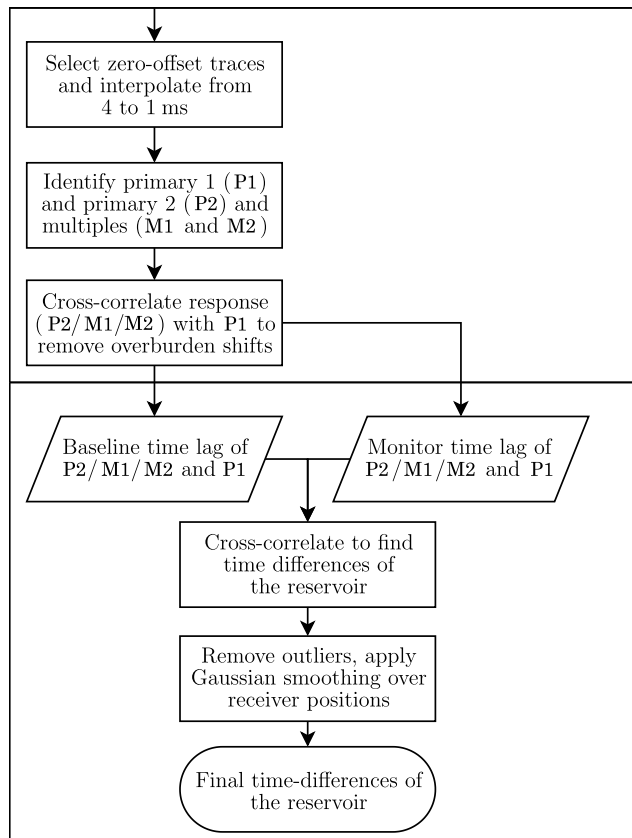 Select zero-offset traces
and interpolate from
4 to 1 ms
Identify primary 1 (P1)
and primary 2 (P2) and
multiples (M1 and M2)
Cross-correlate response
(P2/M1/M2) with P1 to
remove overburden shifts
Baseline time lag of
P2/M1/M2 and P1
Monitor time lag of
P2/M1/M2 and P1
Cross-correlate to find
time differences of
the reservoir
Remove outliers, apply
Gaussian smoothing over
receiver positions
Final time-differences of
the reservoir